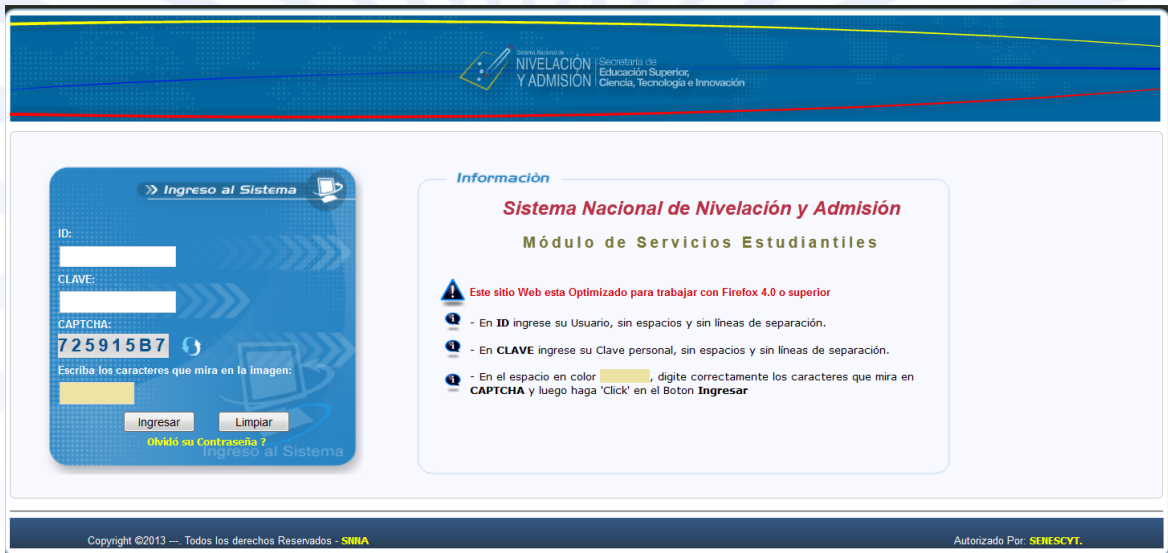 Sistema Nacional de
NIVELACIÓN
Y ADMISIÓN
Secretaría de
Educación Superior,
Ciencia, Tecnología e Innovación
Ingreso al Sistema
ID:
CLAVE:
CAPTCHA:
725915B7
Escriba los caracteres que mira en la imagen:
Ingresar Limpiar
Olvidó su Contraseña ?
Ingreso al Sistema
Informaciòn
Sistema Nacional de Nivelación y Admisión
Módulo de Servicios Estudiantiles
Este sitio Web esta Optimizado para trabajar con Firefox 4.0 o superior
- En ID ingrese su Usuario, sin espacios y sin líneas de separación.
- En CLAVE ingrese su Clave personal, sin espacios y sin líneas de separación.
- En el espacio en color , digite correctamente los caracteres que mira en
CAPTCHA y luego haga 'Click' en el Boton Ingresar
Copyright ©2013 ---. Todos los derechos Reservados - SNNA
Autorizado Por: SENESCYT.